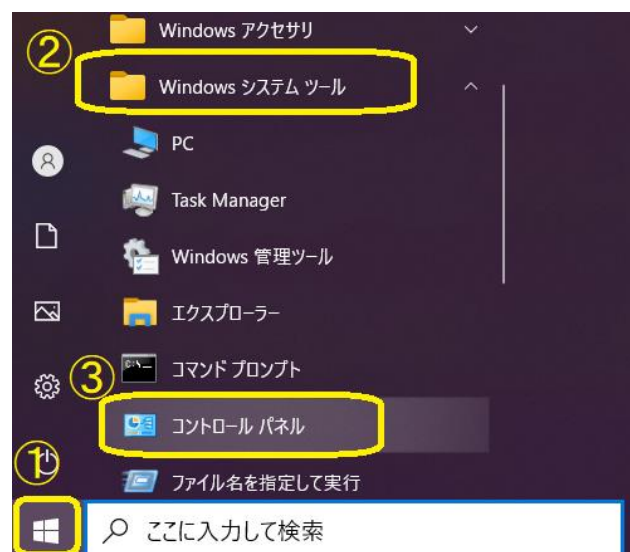 Windows アクセサリ
②
Windows システム ツール
PC
Task Manager
Windows 管理ツール
エクスプローラー
コマンド プロンプト
③
コントロール パネル
①
ファイル名を指定して実行
ここに入力して検索